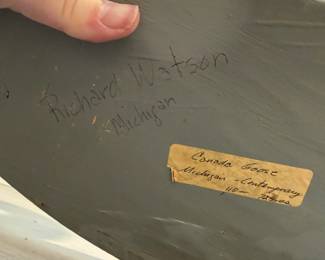 Richard Watson
Michigan
Canada Goose
Michigan - Contemporary